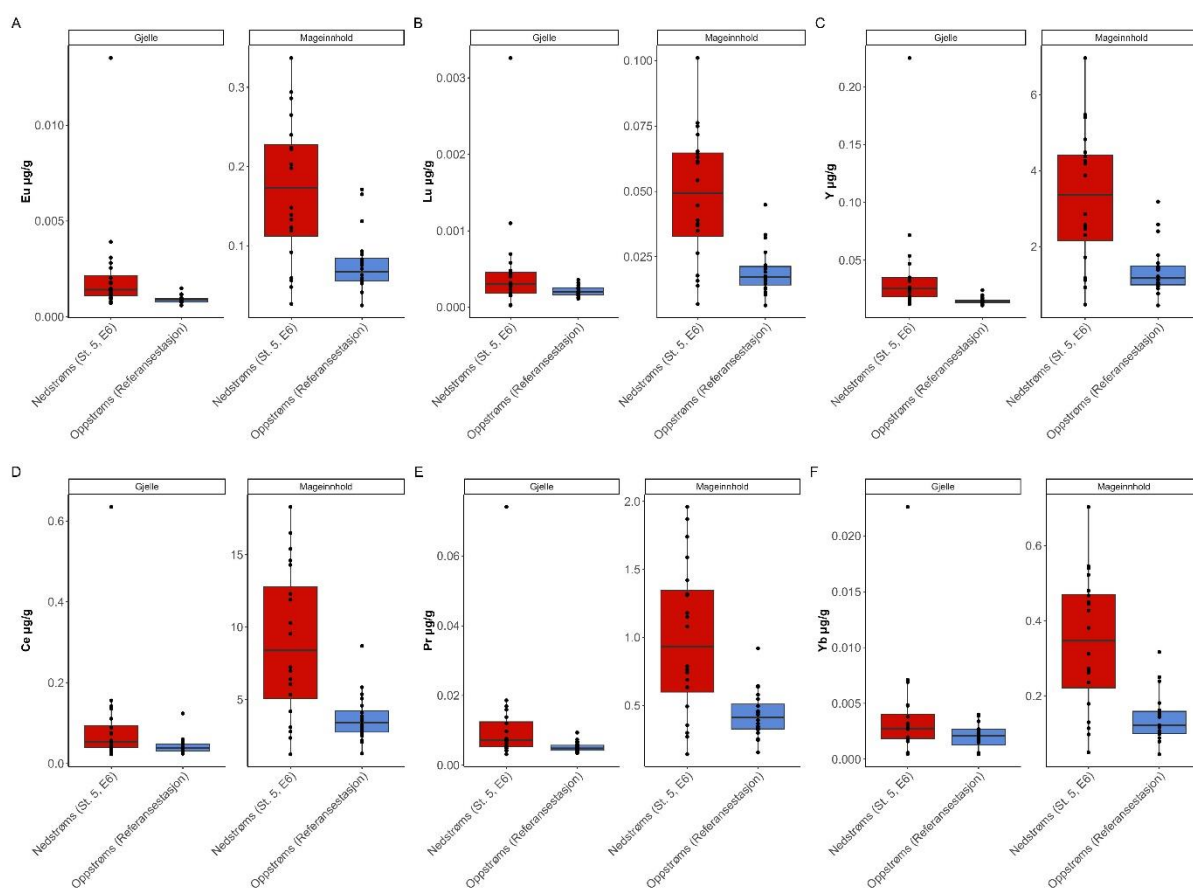 A
B
C
Gjelle
Mageinnhold
Gjelle
Mageinnhold
Gjelle
Mageinnhold
Eu µg/g
0.010
0.005
0.000
0.3
0.2
0.1
Lu µg/g
0.003
0.002
0.001
0.000
0.100
0.075
0.050
0.025
Y µg/g
0.20
0.15
0.10
0.05
6
4
2
Nedstrøms (St. 5, E6)
Oppstrøms (Referansestasjon)
Nedstrøms (St. 5, E6)
Oppstrøms (Referansestasjon)
Nedstrøms (St. 5, E6)
Oppstrøms (Referansestasjon)
Nedstrøms (St. 5, E6)
Oppstrøms (Referansestasjon)
Nedstrøms (St. 5, E6)
Oppstrøms (Referansestasjon)
Nedstrøms (St. 5, E6)
Oppstrøms (Referansestasjon)
D
E
F
Gjelle
Mageinnhold
Gjelle
Mageinnhold
Gjelle
Mageinnhold
Ce µg/g
0.6
0.4
0.2
0.0
15
10
5
Pr µg/g
0.06
0.04
0.02
0.00
2.0
1.5
1.0
0.5
Yb µg/g
0.020
0.015
0.010
0.005
0.000
0.6
0.4
0.2
Nedstrøms (St. 5, E6)
Oppstrøms (Referansestasjon)
Nedstrøms (St. 5, E6)
Oppstrøms (Referansestasjon)
Nedstrøms (St. 5, E6)
Oppstrøms (Referansestasjon)
Nedstrøms (St. 5, E6)
Oppstrøms (Referansestasjon)
Nedstrøms (St. 5, E6)
Oppstrøms (Referansestasjon)
Nedstrøms (St. 5, E6)
Oppstrøms (Referansestasjon)